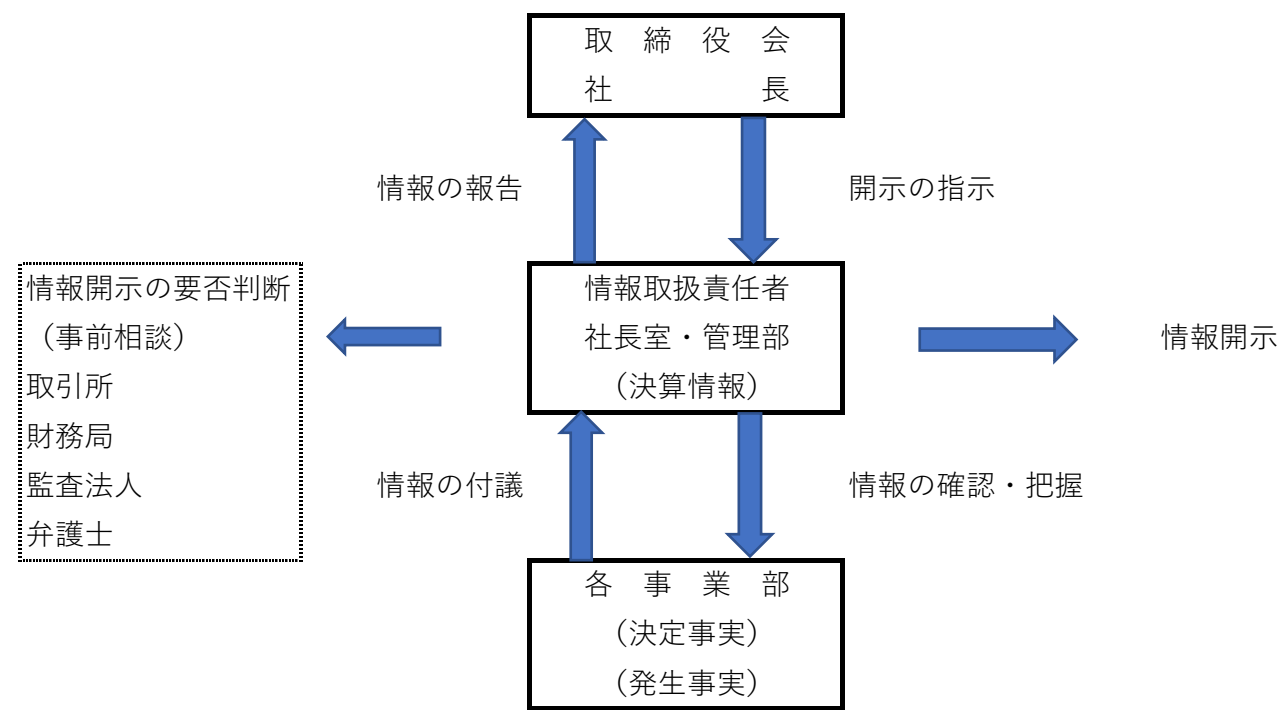 取　締　役　会
社　　　　　長
情報の報告
開示の指示
情報開示の要否判断
（事前相談）
取引所
財務局
監査法人
弁護士
情報取扱責任者
社長室・管理部
（決算情報）
情報開示
情報の付議
情報の確認・把握
各　事　業　部
（決定事実）
（発生事実）